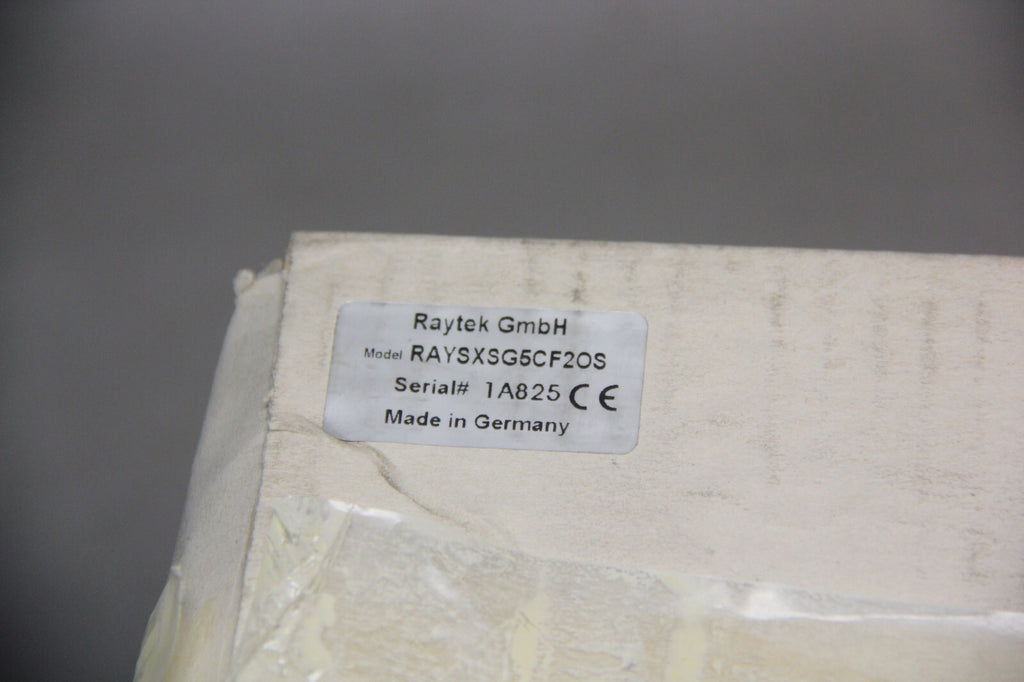 Raytek GmbH
Model RAYSXSG5CF2OS
Serial# 1A825 CE
Made in Germany